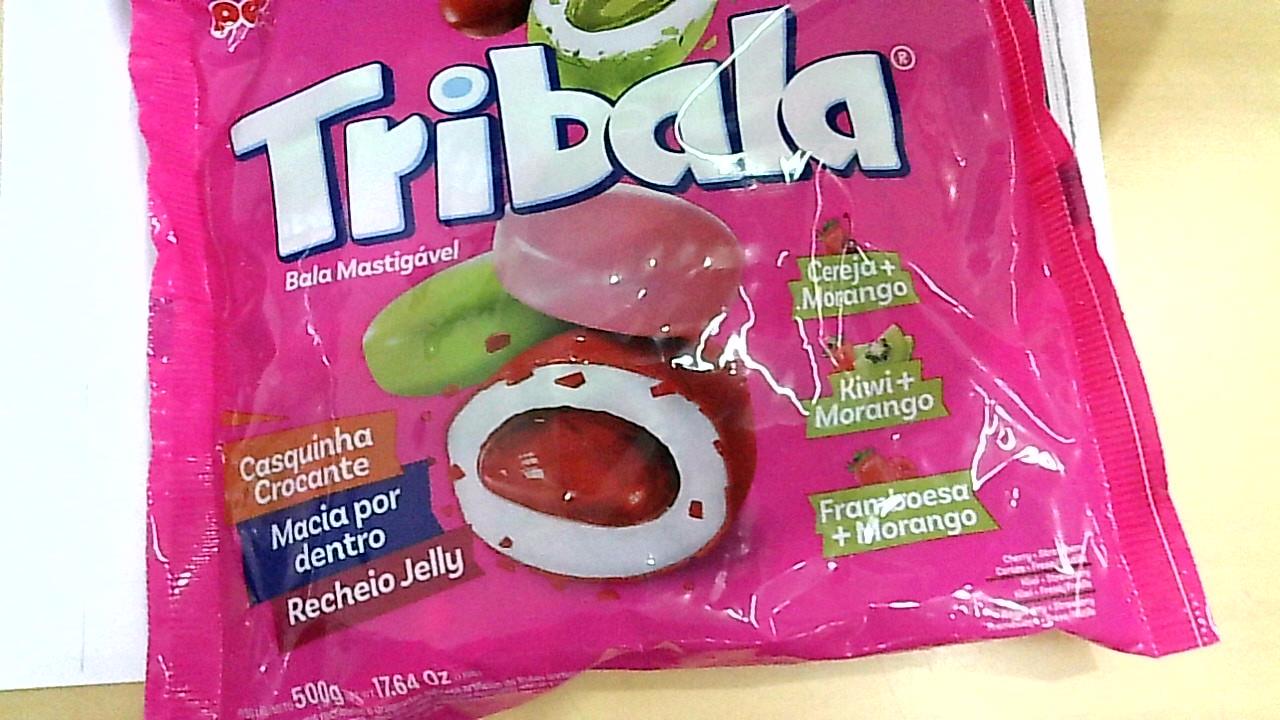 Tribala®
Bala Mastigável
Cereja +
Morango
Kiwi +
Morango
Framboesa
+ Morango
Casquinha
Crocante
Macia por
dentro
Recheio Jelly
500g 17.64 Oz